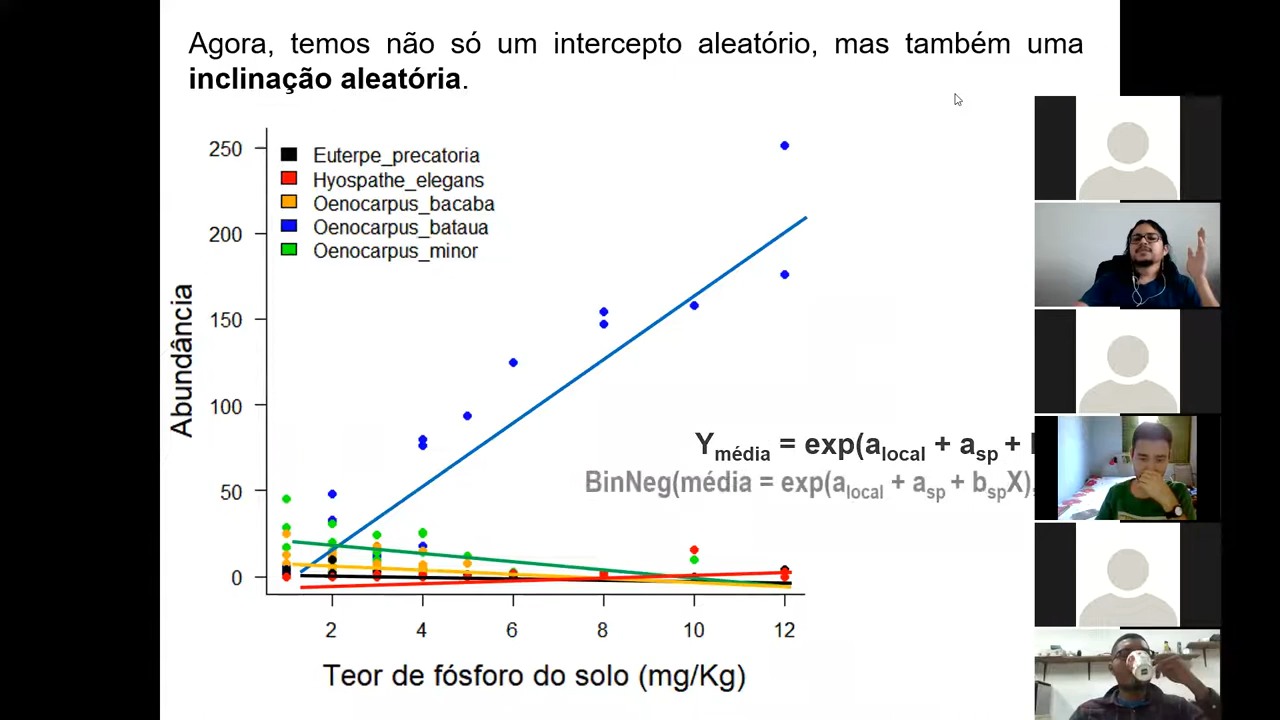 Agora, temos não só um intercepto aleatório, mas também uma
inclinação aleatória.
250
200
150
100
50
0
Abundância
Euterpe_precatoria
Hyospathe_elegans
Oenocarpus_bacaba
Oenocarpus_bataua
Oenocarpus_minor
Ymédia = exp(alocal + asp +
BinNeg(média = exp(alocal + asp + bspX),
2 4 6 8 10 12
Teor de fósforo do solo (mg/Kg)